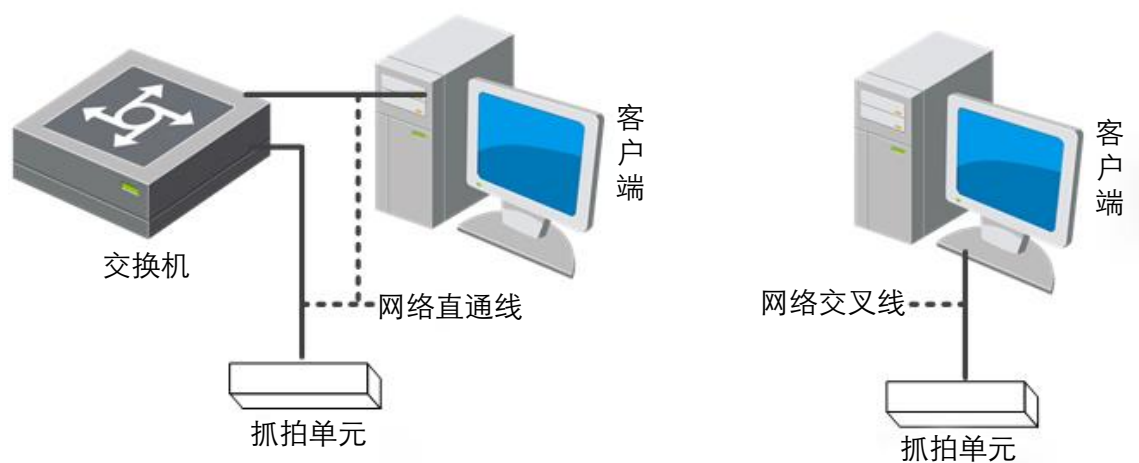 客户端
交换机
网络直通线
抓拍单元
客户端
网络交叉线
抓拍单元